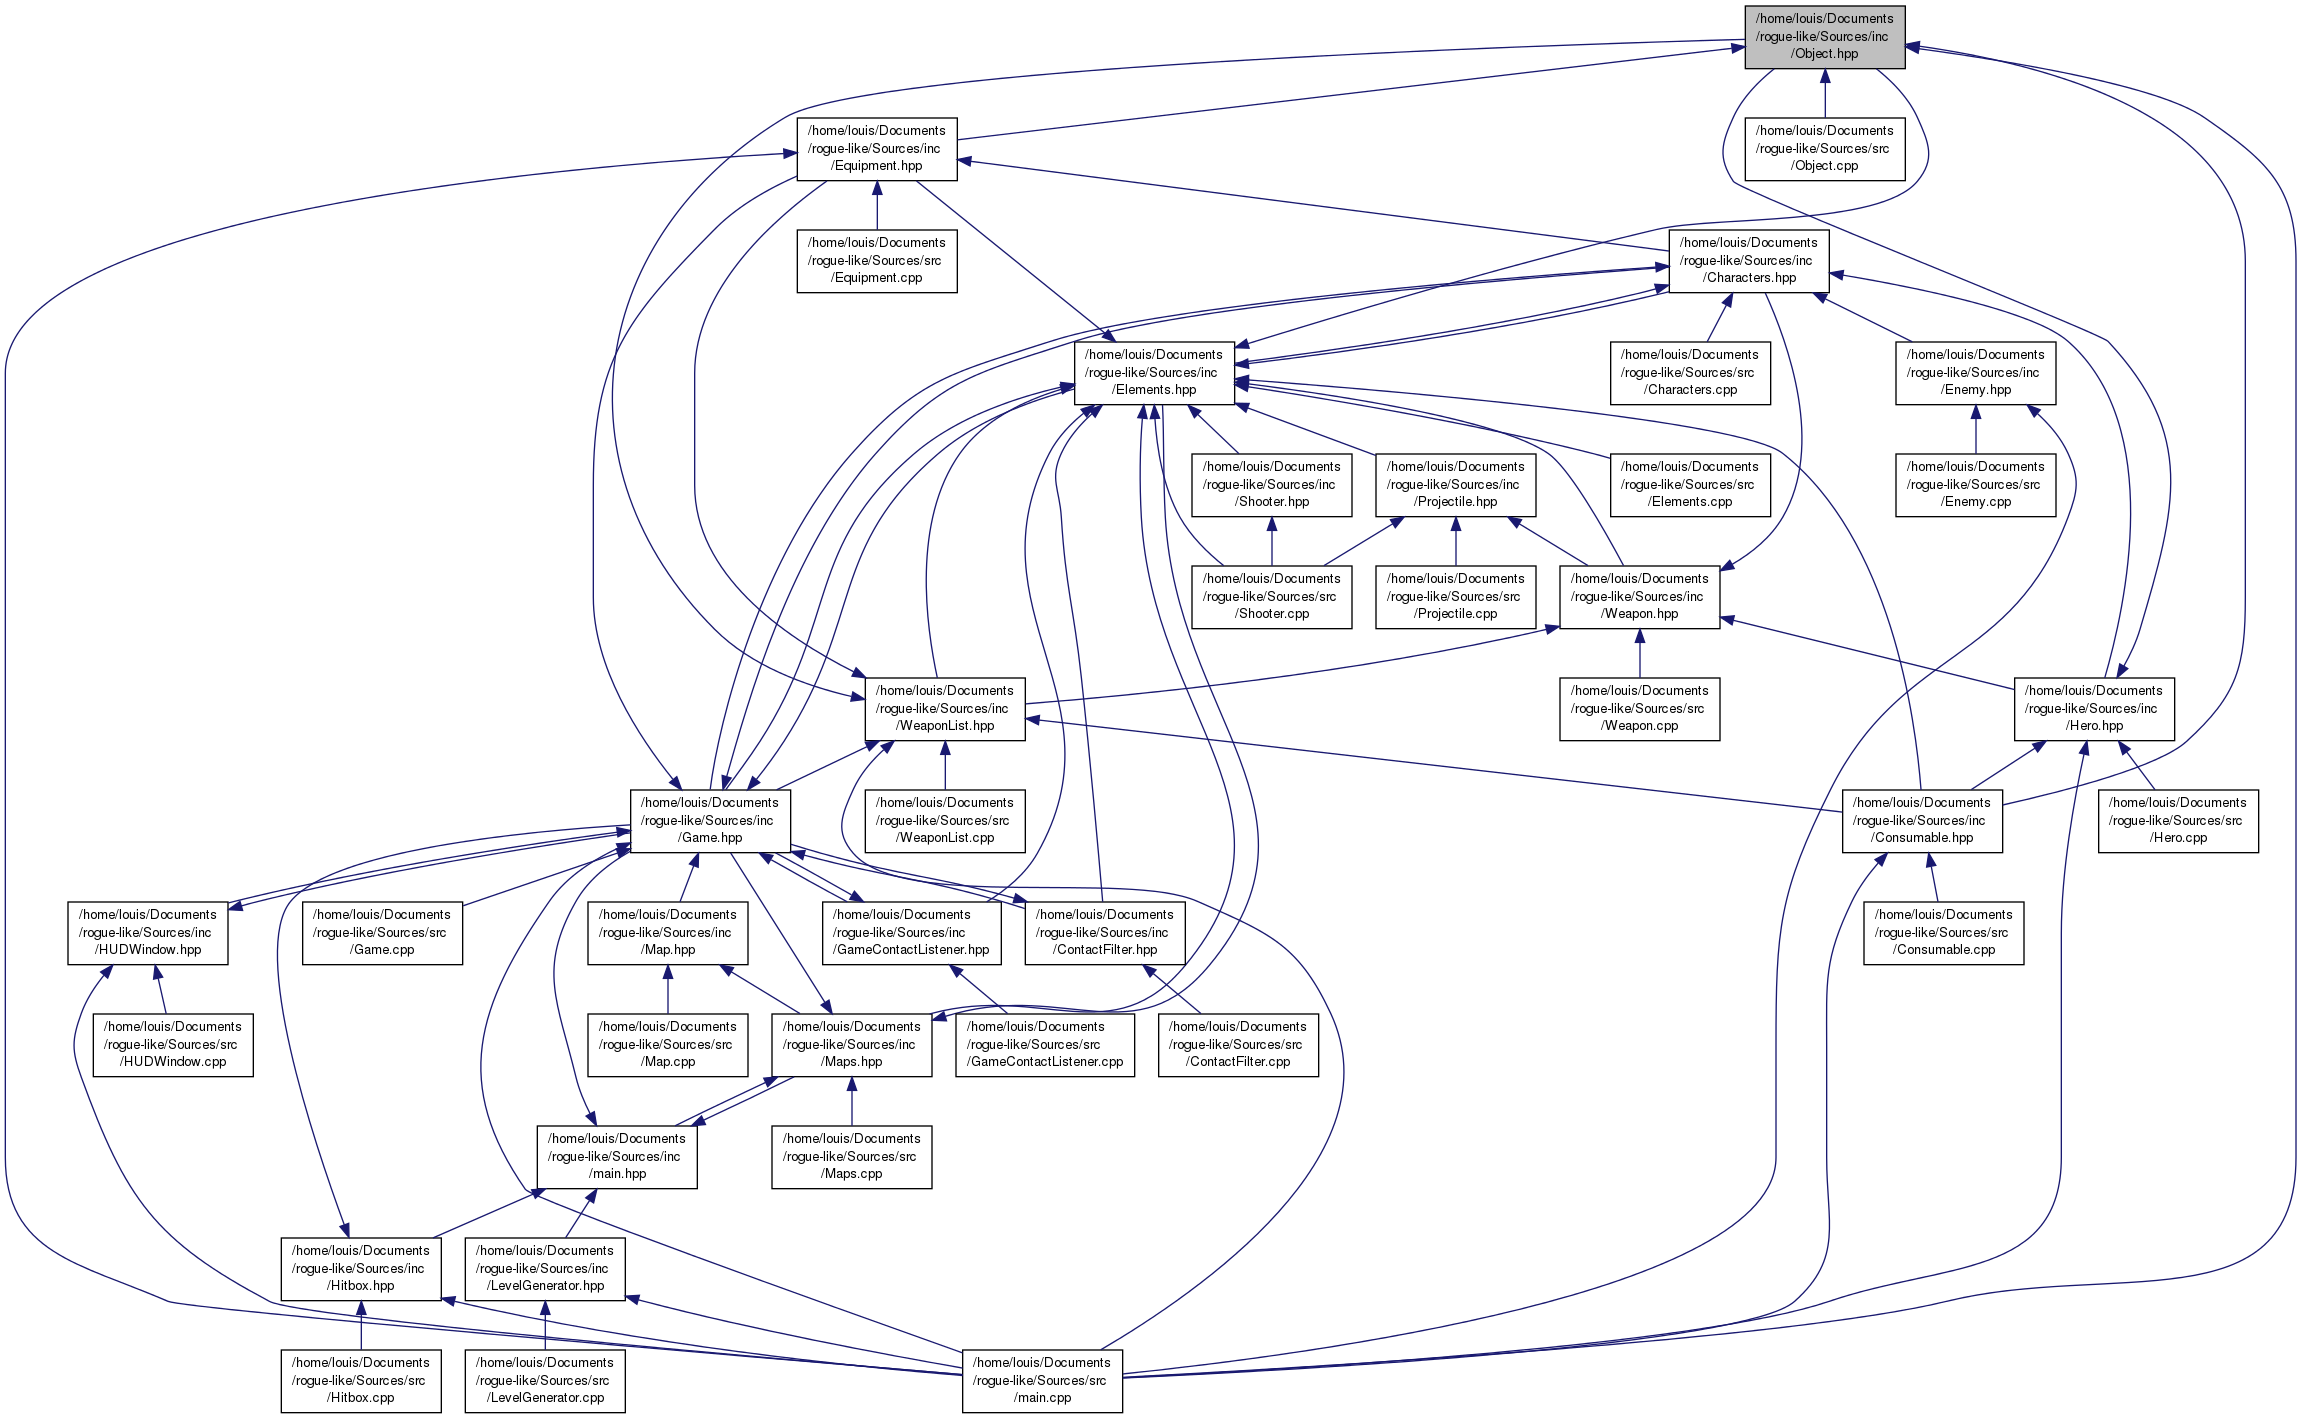 /home/louis/Documents
/rogue-like/Sources/inc
/Object.hpp
/home/louis/Documents
/rogue-like/Sources/inc
/Equipment.hpp
/home/louis/Documents
/rogue-like/Sources/src
/Object.cpp
/home/louis/Documents
/rogue-like/Sources/src
/Equipment.cpp
/home/louis/Documents
/rogue-like/Sources/inc
/Characters.hpp
/home/louis/Documents
/rogue-like/Sources/inc
/Elements.hpp
/home/louis/Documents
/rogue-like/Sources/src
/Characters.cpp
/home/louis/Documents
/rogue-like/Sources/inc
/Enemy.hpp
/home/louis/Documents
/rogue-like/Sources/inc
/Shooter.hpp
/home/louis/Documents
/rogue-like/Sources/inc
/Projectile.hpp
/home/louis/Documents
/rogue-like/Sources/src
/Elements.cpp
/home/louis/Documents
/rogue-like/Sources/src
/Enemy.cpp
/home/louis/Documents
/rogue-like/Sources/src
/Shooter.cpp
/home/louis/Documents
/rogue-like/Sources/src
/Projectile.cpp
/home/louis/Documents
/rogue-like/Sources/inc
/Weapon.hpp
/home/louis/Documents
/rogue-like/Sources/inc
/WeaponList.hpp
/home/louis/Documents
/rogue-like/Sources/src
/Weapon.cpp
/home/louis/Documents
/rogue-like/Sources/inc
/Hero.hpp
/home/louis/Documents
/rogue-like/Sources/inc
/Game.hpp
/home/louis/Documents
/rogue-like/Sources/src
/WeaponList.cpp
/home/louis/Documents
/rogue-like/Sources/inc
/Consumable.hpp
/home/louis/Documents
/rogue-like/Sources/src
/Hero.cpp
/home/louis/Documents
/rogue-like/Sources/inc
/HUDWindow.hpp
/home/louis/Documents
/rogue-like/Sources/src
/Game.cpp
/home/louis/Documents
/rogue-like/Sources/inc
/Map.hpp
/home/louis/Documents
/rogue-like/Sources/inc
/GameContactListener.hpp
/home/louis/Documents
/rogue-like/Sources/inc
/ContactFilter.hpp
/home/louis/Documents
/rogue-like/Sources/src
/Consumable.cpp
/home/louis/Documents
/rogue-like/Sources/src
/HUDWindow.cpp
/home/louis/Documents
/rogue-like/Sources/src
/Map.cpp
/home/louis/Documents
/rogue-like/Sources/inc
/Maps.hpp
/home/louis/Documents
/rogue-like/Sources/src
/GameContactListener.cpp
/home/louis/Documents
/rogue-like/Sources/src
/ContactFilter.cpp
/home/louis/Documents
/rogue-like/Sources/inc
/main.hpp
/home/louis/Documents
/rogue-like/Sources/src
/Maps.cpp
/home/louis/Documents
/rogue-like/Sources/inc
/Hitbox.hpp
/home/louis/Documents
/rogue-like/Sources/inc
/LevelGenerator.hpp
/home/louis/Documents
/rogue-like/Sources/src
/Hitbox.cpp
/home/louis/Documents
/rogue-like/Sources/src
/LevelGenerator.cpp
/home/louis/Documents
/rogue-like/Sources/src
/main.cpp